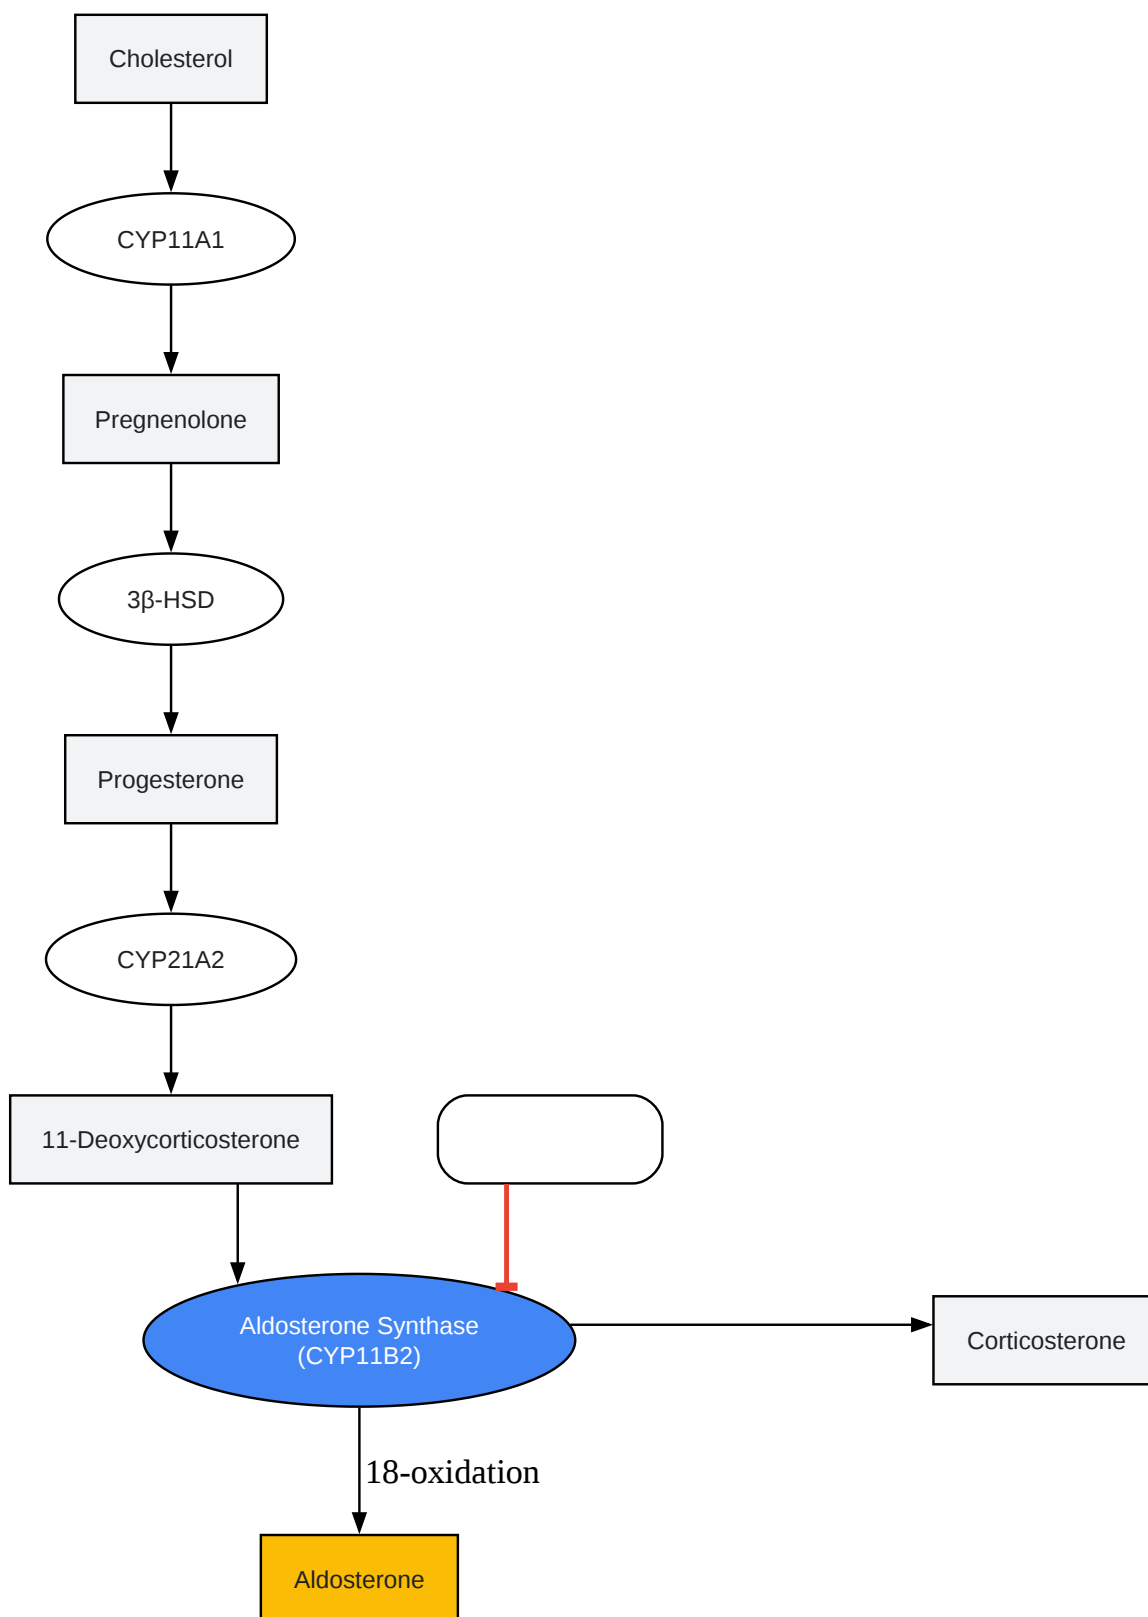 Cholesterol
CYP11A1
Pregnenolone
3β-HSD
Progesterone
CYP21A2
11-Deoxycorticosterone
Aldosterone Synthase
(CYP11B2)
Corticosterone
18-oxidation
Aldosterone